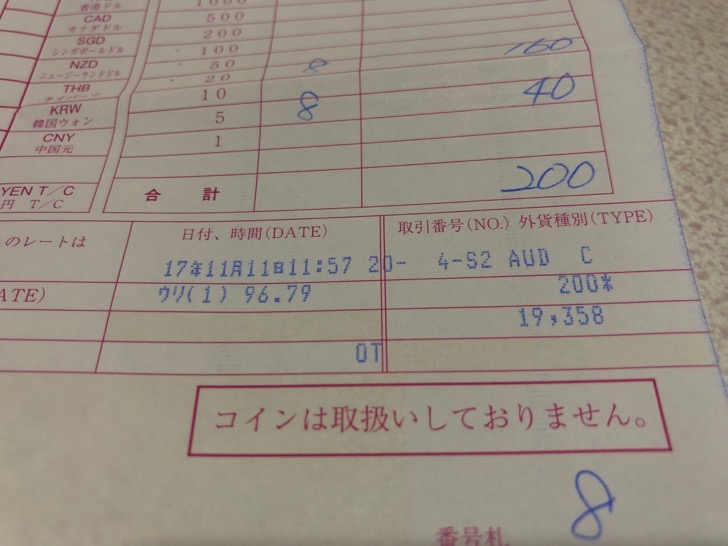 香港ドル 1000
CAD 500
カナダドル
SGD 200
シンガポールドル 100 160
NZD 50 8
ニュージーランドドル 20
THB 10 8 40
KRW 5
韓国ウォン
CNY 1
中国元
YEN T/C 合計 200
円 T/C
のレートは 日付、時間(DATE) 取引番号(NO.) 外貨種別(TYPE)
17年11月11日11:57 20- 4-S2 AUD C
ATE) ウリ(1) 96.79 200※
19,358
OT
コインは取扱いしておりません。
番号札 8